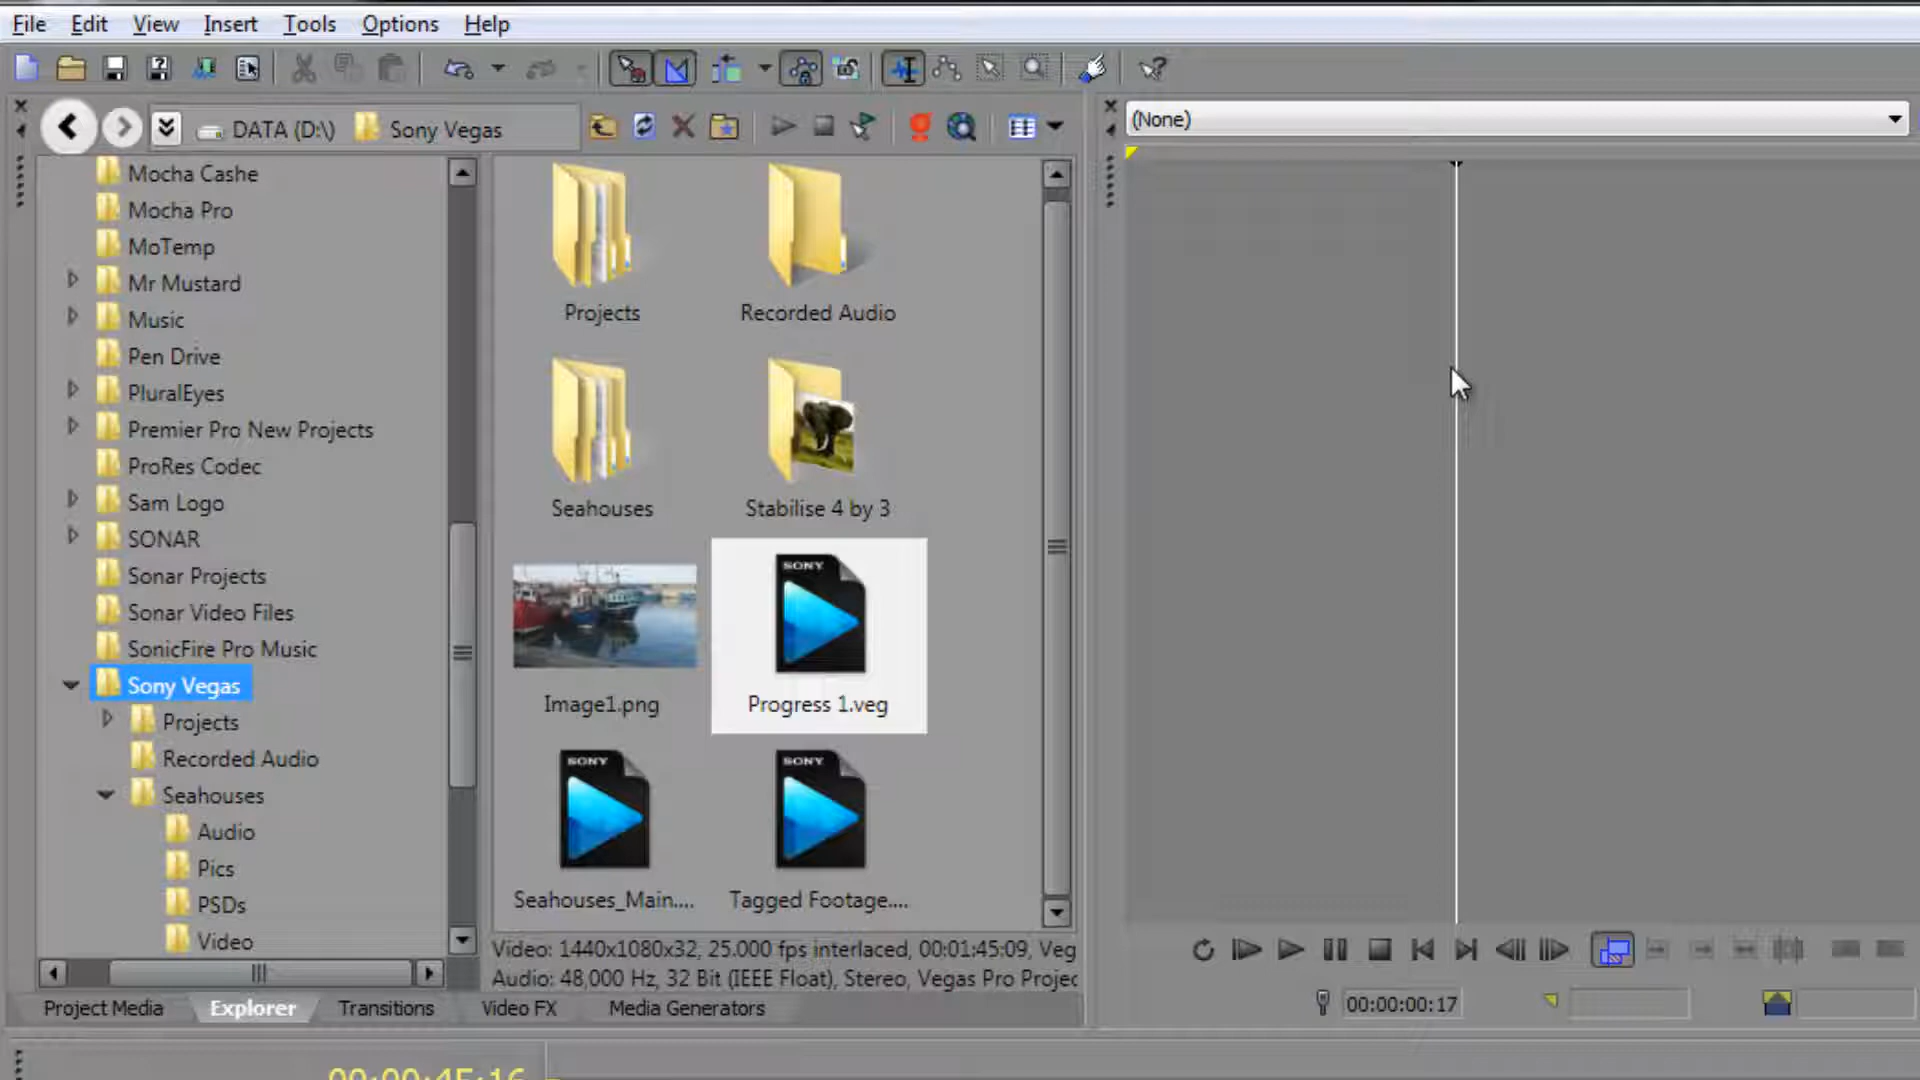 File Edit View Insert Tools Options Help
DATA (D:\) Sony Vegas
(None)
Mocha Cashe
Mocha Pro
MoTemp
Mr Mustard
Music
Pen Drive
PluralEyes
Premier Pro New Projects
ProRes Codec
Sam Logo
SONAR
Sonar Projects
Sonar Video Files
SonicFire Pro Music
Sony Vegas
Projects
Recorded Audio
Seahouses
Audio
Pics
PSDs
Video
Projects
Recorded Audio
Seahouses
Stabilise 4 by 3
Image1.png
SONY
Progress 1.veg
SONY
Seahouses_Main....
SONY
Tagged Footage....
Video: 1440x1080x32, 25.000 fps interlaced, 00:01:45:09, Veg
Audio: 48,000 Hz, 32 Bit (IEEE Float), Stereo, Vegas Pro Projec
Project Media Explorer Transitions Video FX Media Generators
00:00:00:17
00:00:45:16